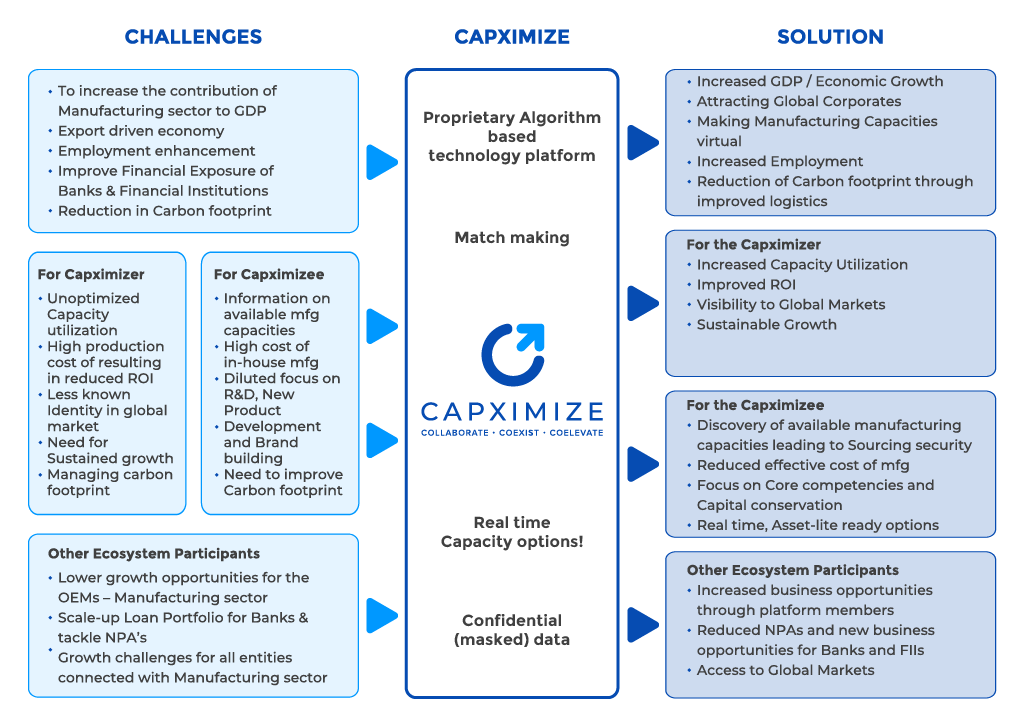 CHALLENGES
• To increase the contribution of
Manufacturing sector to GDP
• Export driven economy
• Employment enhancement
• Improve Financial Exposure of
Banks & Financial Institutions
• Reduction in Carbon footprint
For Capximizer
• Unoptimized
Capacity
utilization
• High production
cost of resulting
in reduced ROI
• Less known
Identity in global
market
• Need for
Sustained growth
• Managing carbon
footprint
For Capximizee
• Information on
available mfg
capacities
• High cost of
in-house mfg
• Diluted focus on
R&D, New
Product
• Development
and Brand
building
• Need to improve
Carbon footprint
Other Ecosystem Participants
• Lower growth opportunities for the
OEMs – Manufacturing sector
• Scale-up Loan Portfolio for Banks &
tackle NPA's
• Growth challenges for all entities
connected with Manufacturing sector
CAPXIMIZE
Proprietary Algorithm
based
technology platform
Match making
CAPXIMIZE
COLLABORATE • COEXIST • COELEVATE
Real time
Capacity options!
Confidential
(masked) data
SOLUTION
• Increased GDP / Economic Growth
• Attracting Global Corporates
• Making Manufacturing Capacities
virtual
• Increased Employment
• Reduction of Carbon footprint through
improved logistics
For the Capximizer
• Increased Capacity Utilization
• Improved ROI
• Visibility to Global Markets
• Sustainable Growth
For the Capximizee
• Discovery of available manufacturing
capacities leading to Sourcing security
• Reduced effective cost of mfg
• Focus on Core competencies and
Capital conservation
• Real time, Asset-lite ready options
Other Ecosystem Participants
• Increased business opportunities
through platform members
• Reduced NPAs and new business
opportunities for Banks and FIIs
• Access to Global Markets